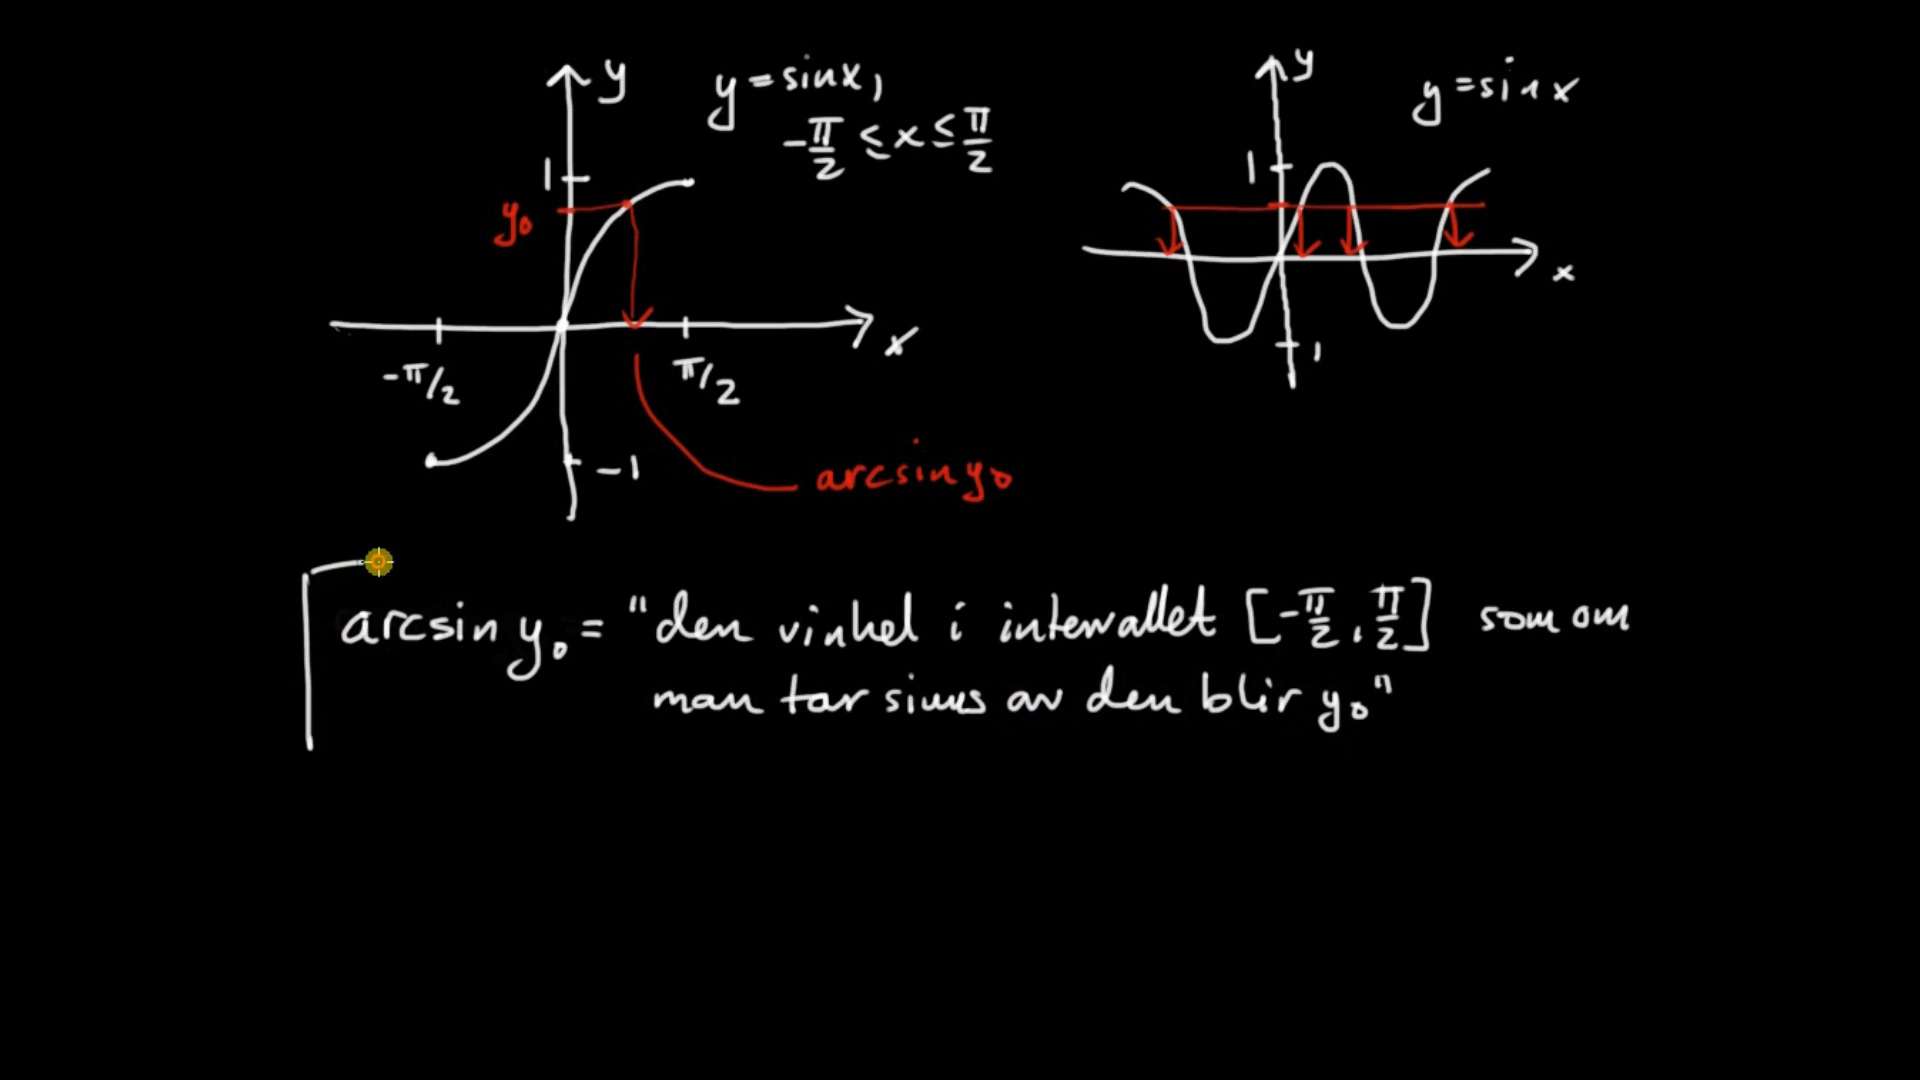 y
y = sinx,
-π/2 ≤ x ≤ π/2
1
y₀
x
-π/2
π/2
-1
arcsin y₀
y
y = sin x
1
x
1
arcsin y₀ = "den vinkel i intervallet [-π/2, π/2] som om
man tar sinus av den blir y₀"